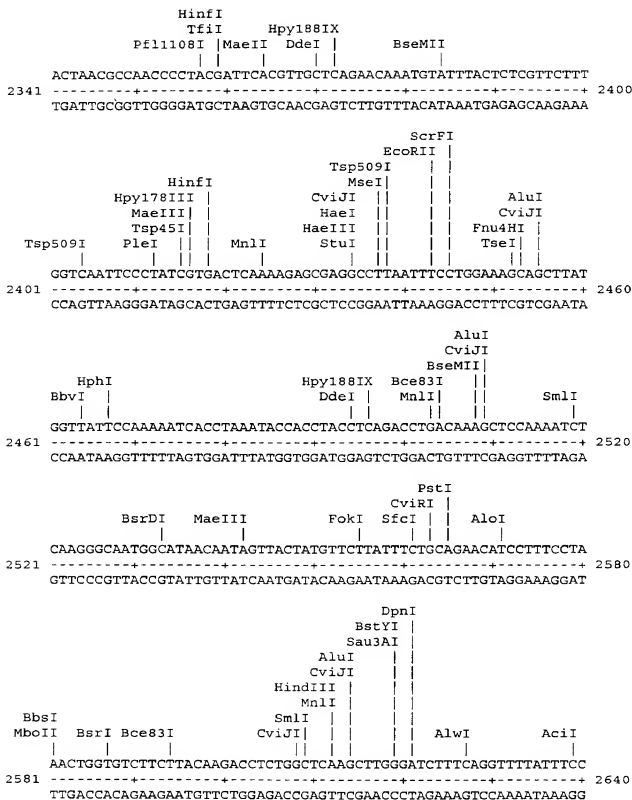 HinfI
TfiI Hpy188IX
Pfl1108I MaeII DdeI BseMII
ACTAACGCCAACCCCTACGATTCACGTTGCTCAGAACAAATGTATTTACTCTCGTTCTTT
2341 ---------+---------+---------+---------+---------+---------+ 2400
TGATTGCGGTTGGGGATGCTAAGTGCAACGAGTCTTGTTTACATAAATGAGAGCAAGAAA
ScrFI
EcoRII
Tsp509I
HinfI MseI
Hpy178III CviJI AluI
MaeIII HaeI CviJI
Tsp45I HaeIII Fnu4HI
Tsp509I PleI MnlI StuI TseI
GGTCAATTCCCTATCGTGACTCAAAAGAGCGAGGCCTTAATTTCCTGGAAAGCAGCTTAT
2401 ---------+---------+---------+---------+---------+---------+ 2460
CCAGTTAAGGGATAGCACTGAGTTTTCTCGCTCCGGAATTAAAGGACCTTTCGTCGAATA
AluI
CviJI
BseMII
HphI Hpy188IX Bce83I
BbvI DdeI MnlI SmlI
GGTTATTCCAAAAATCACCTAAATACCACCTACCTCAGACCTGACAAAGCTCCAAAATCT
2461 ---------+---------+---------+---------+---------+---------+ 2520
CCAATAAGGTTTTTAGTGGATTTATGGTGGATGGAGTCTGGACTGTTTCGAGGTTTTAGA
PstI
CviRI
BsrDI MaeIII FokI SfcI AloI
CAAGGGCAATGGCATAACAATAGTTACTATGTTCTTATTTCTGCAGAACATCCTTTCCTA
2521 ---------+---------+---------+---------+---------+---------+ 2580
GTTCCCGTTACCGTATTGTTATCAATGATACAAGAATAAAGACGTCTTGTAGGAAAGGAT
DpnI
BstYI
Sau3AI
AluI
CviJI
HindIII
MnlI
BbsI SmlI
MboII BsrI Bce83I CviJI AlwI AciI
AACTGGTGTCTTCTTACAAGACCTCTGGCTCAAGCTTGGGATCTTTCAGGTTTTATTTCC
2581 ---------+---------+---------+---------+---------+---------+ 2640
TTGACCACAGAAGAATGTTCTGGAGACCGAGTTCGAACCCTAGAAAGTCCAAAATAAAGG